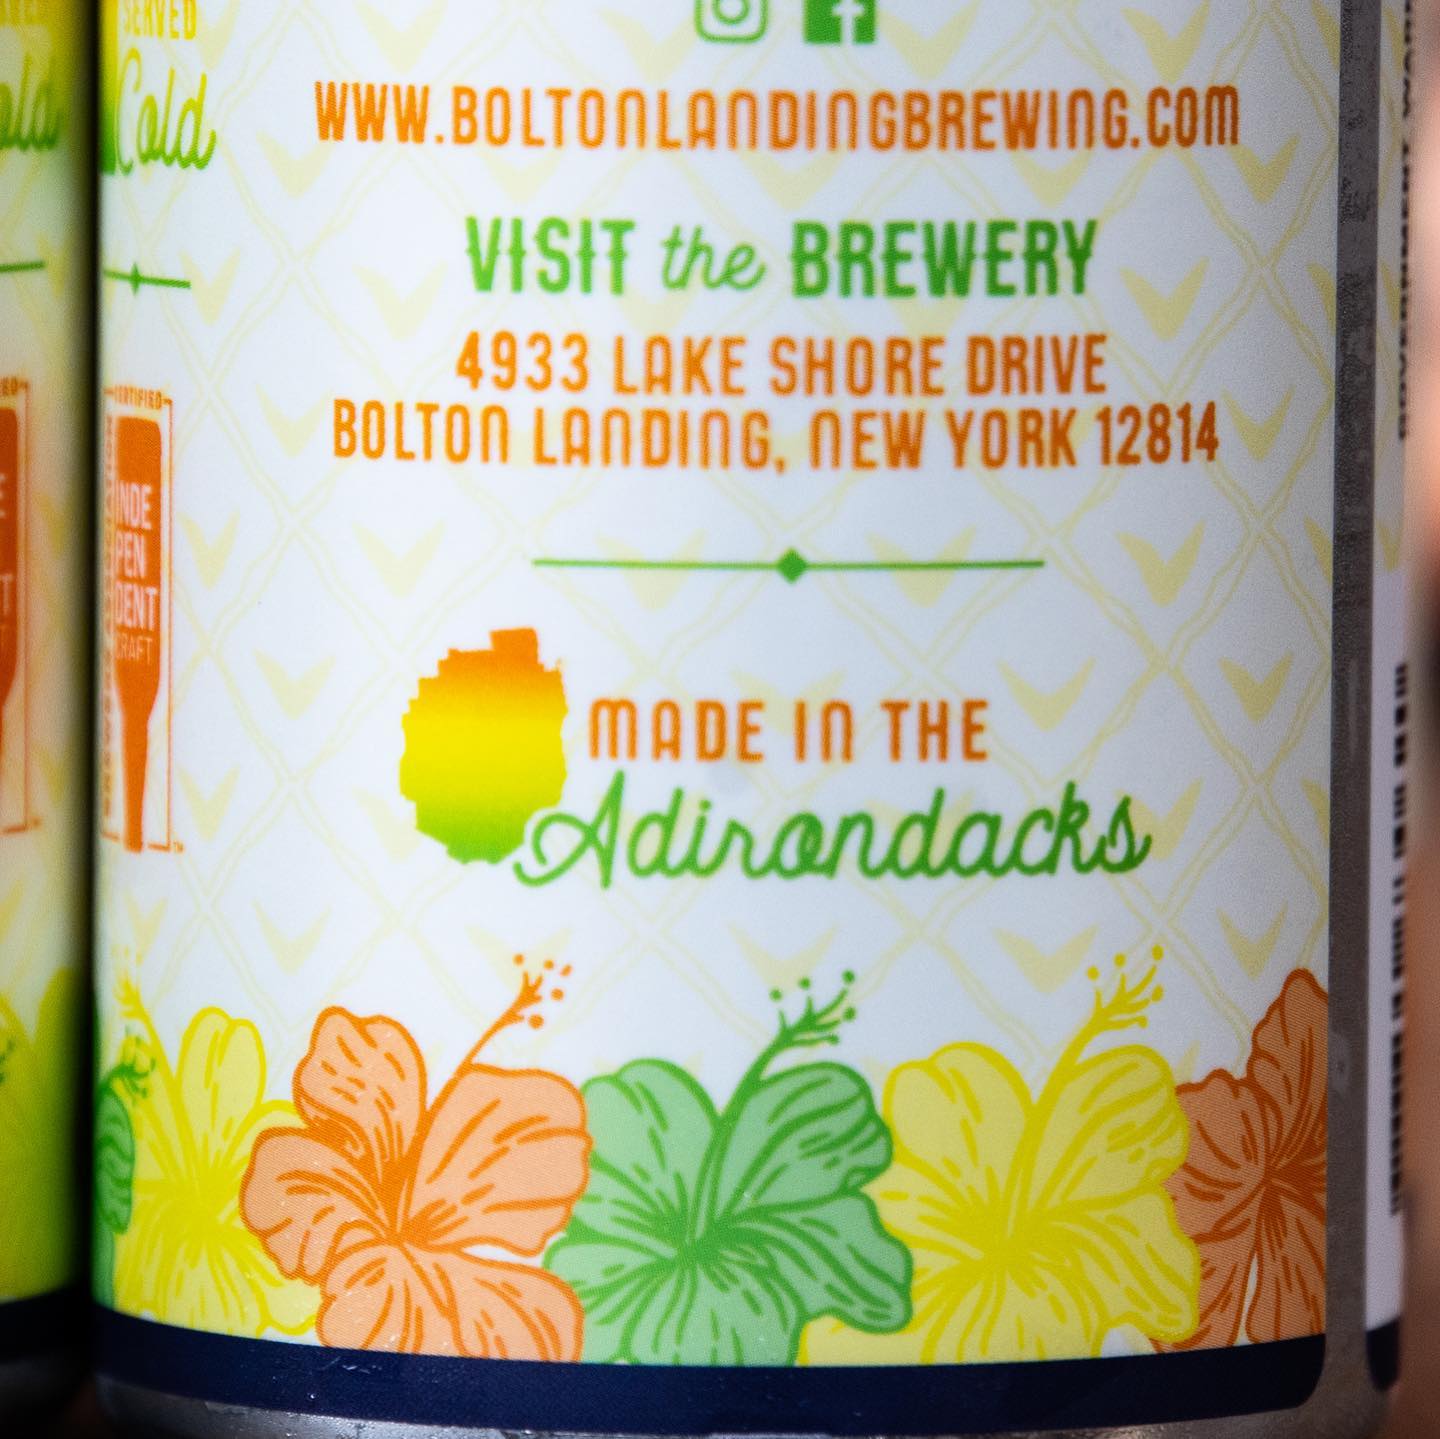 SERVED
Cold
WWW.BOLTONLANDINGBREWING.COM
VISIT the BREWERY
4933 LAKE SHORE DRIVE
BOLTON LANDING, NEW YORK 12814
CERTIFIED
INDE
PEN
DENT
CRAFT
TM
MADE IN THE
Adirondacks